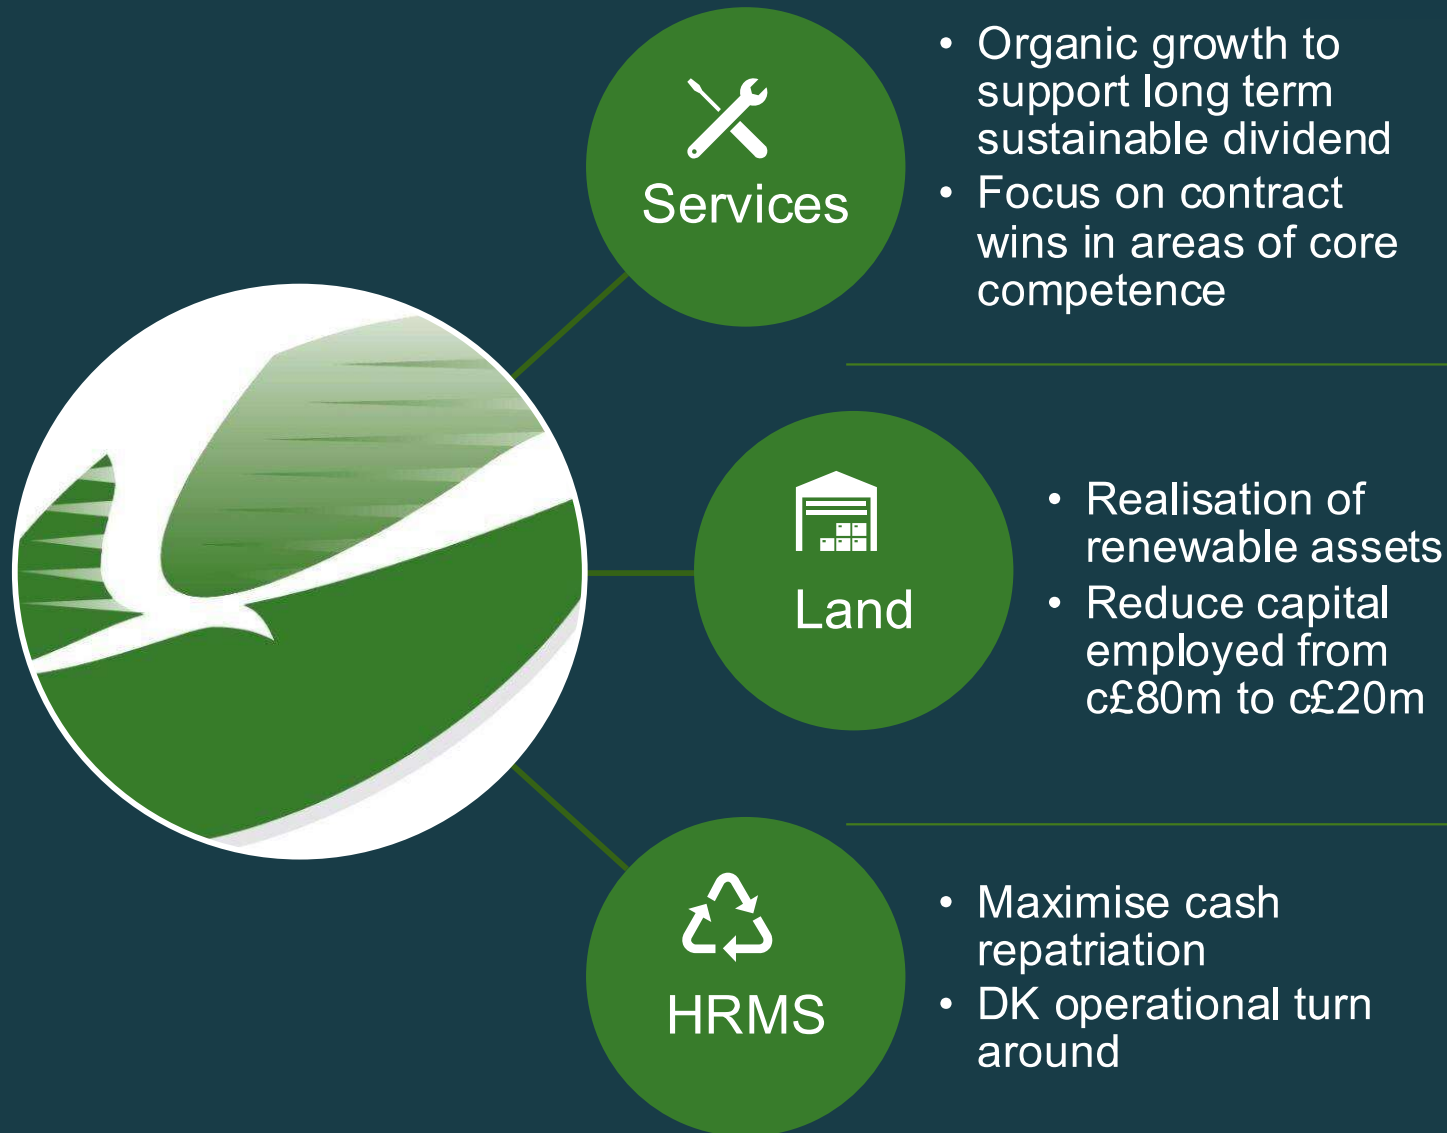 Services
• Organic growth to
support long term
sustainable dividend
• Focus on contract
wins in areas of core
competence
Land
• Realisation of
renewable assets
• Reduce capital
employed from
c£80m to c£20m
HRMS
• Maximise cash
repatriation
• DK operational turn
around